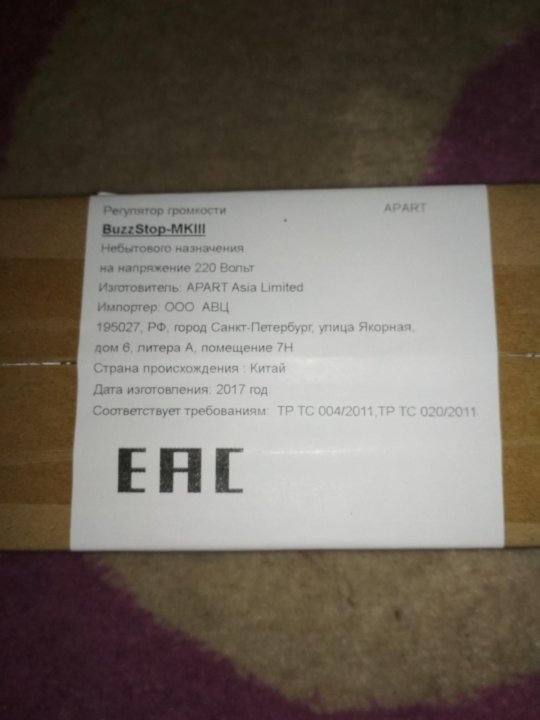 Регулятор громкости APART
BuzzStop-MKIII
Небытового назначения
на напряжение 220 Вольт
Изготовитель: APART Asia Limited
Импортер: ООО АВЦ
195027, РФ, город Санкт-Петербург, улица Якорная,
дом 6, литера А, помещение 7Н
Страна происхождения : Китай
Дата изготовления: 2017 год
Соответствует требованиям: ТР ТС 004/2011,ТР ТС 020/2011
EAC